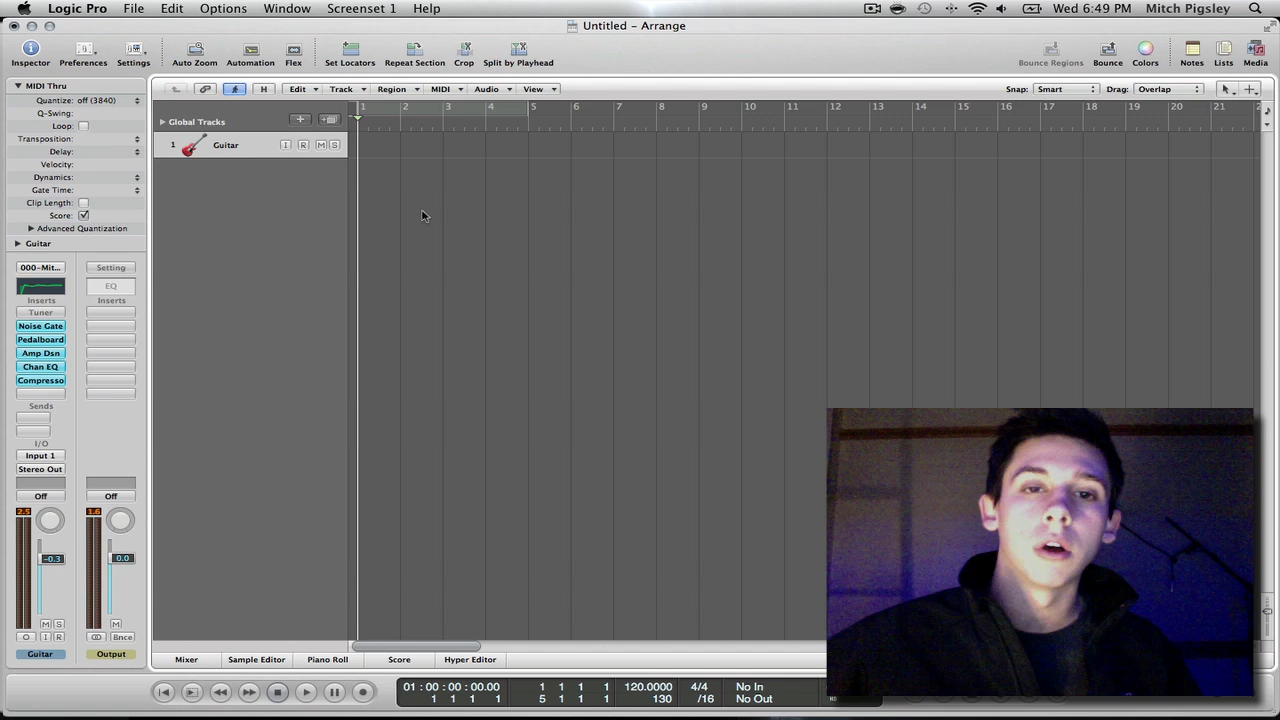 Logic Pro File Edit Options Window Screenset 1 Help Wed 6:49 PM Mitch Pigsley
Untitled - Arrange
Inspector Preferences Settings Auto Zoom Automation Flex Set Locators Repeat Section Crop Split by Playhead Bounce Regions Bounce Colors Notes Lists Media
MIDI Thru H Edit Track Region MIDI Audio View Snap: Smart Drag: Overlap
Quantize: off (3840)
1 2 3 4 5 6 7 8 9 10 11 12 13 14 15 16 17 18 19 20 21
Q-Swing:
Global Tracks
Loop:
Transposition:
1 Guitar I R M S
Delay:
Velocity:
Dynamics:
Gate Time:
Clip Length:
Score:
Advanced Quantization
Guitar
000-Mit... Setting
EQ
Inserts Inserts
Tuner
Noise Gate
Pedalboard
Amp Dsn
Chan EQ
Compresso
Sends
I/O
Input 1
Stereo Out
Off Off
2.5 1.6
-0.3 0.0
M S M
I R Bnce
Guitar Output
Mixer Sample Editor Piano Roll Score Hyper Editor
01 : 00 : 00 : 00.00 1 1 1 1 120.0000 4/4 No In
1 1 1 1 5 1 1 1 130 /16 No Out